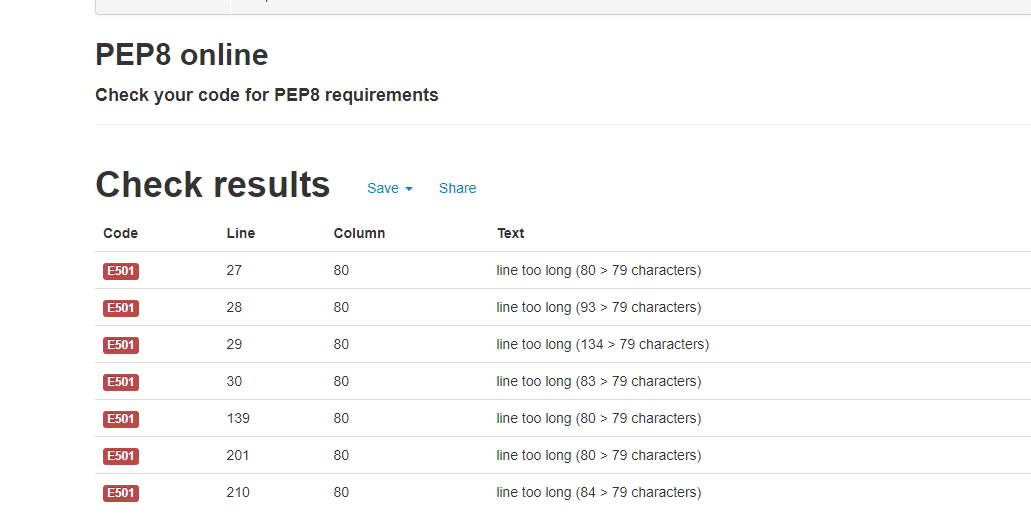 PEP8 online
Check your code for PEP8 requirements
Check results Save Share
Code Line Column Text
E501 27 80 line too long (80 > 79 characters)
E501 28 80 line too long (93 > 79 characters)
E501 29 80 line too long (134 > 79 characters)
E501 30 80 line too long (83 > 79 characters)
E501 139 80 line too long (80 > 79 characters)
E501 201 80 line too long (80 > 79 characters)
E501 210 80 line too long (84 > 79 characters)